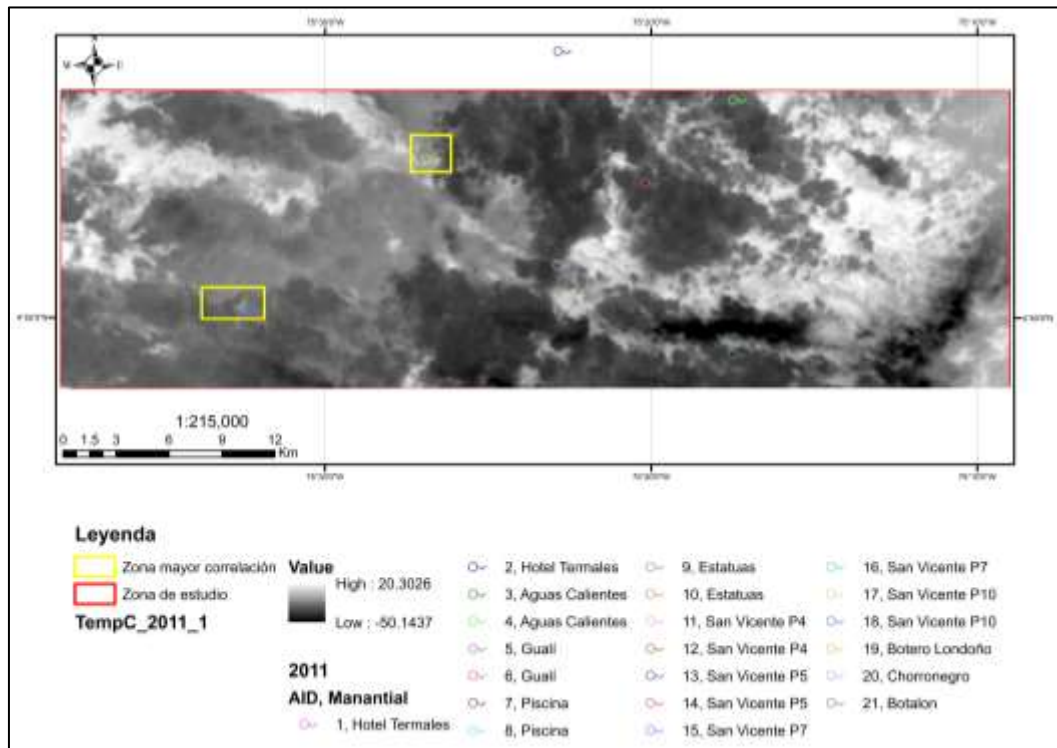 1:215,000
0 1.5 3 6 9 12
Km
Leyenda
Zona mayor correlación
Zona de estudio
TempC_2011_1
Value
High : 20.3026
Low : -50.1437
2011
AID, Manantial
1, Hotel Termales
2, Hotel Termales
3, Aguas Calientes
4, Aguas Calientes
5, Gualí
6, Gualí
7, Piscina
8, Piscina
9, Estatuas
10, Estatuas
11, San Vicente P4
12, San Vicente P4
13, San Vicente P5
14, San Vicente P5
15, San Vicente P7
16, San Vicente P7
17, San Vicente P10
18, San Vicente P10
19, Botero Londoño
20, Chorronegro
21, Botalon